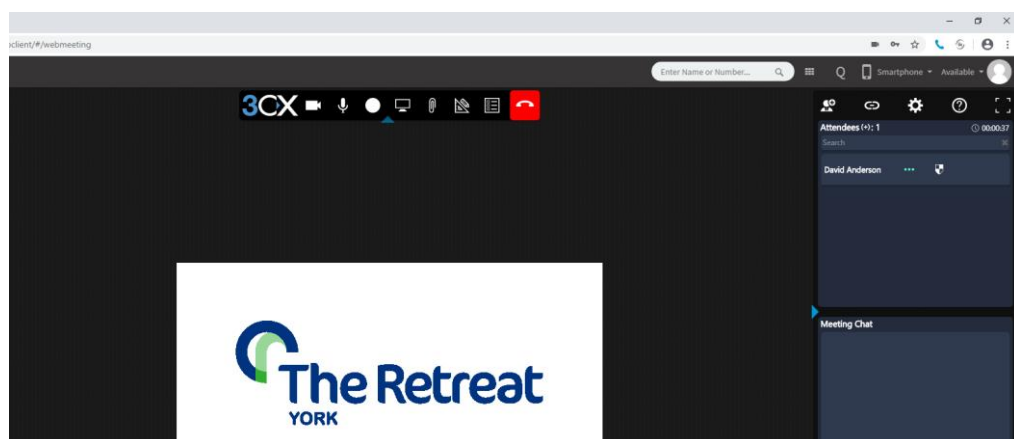 :client/#/webmeeting
Enter Name or Number...
Q
Smartphone
Available
3CX
Attendees (+): 1
00:00:37
Search
David Anderson
Meeting Chat
The Retreat
YORK